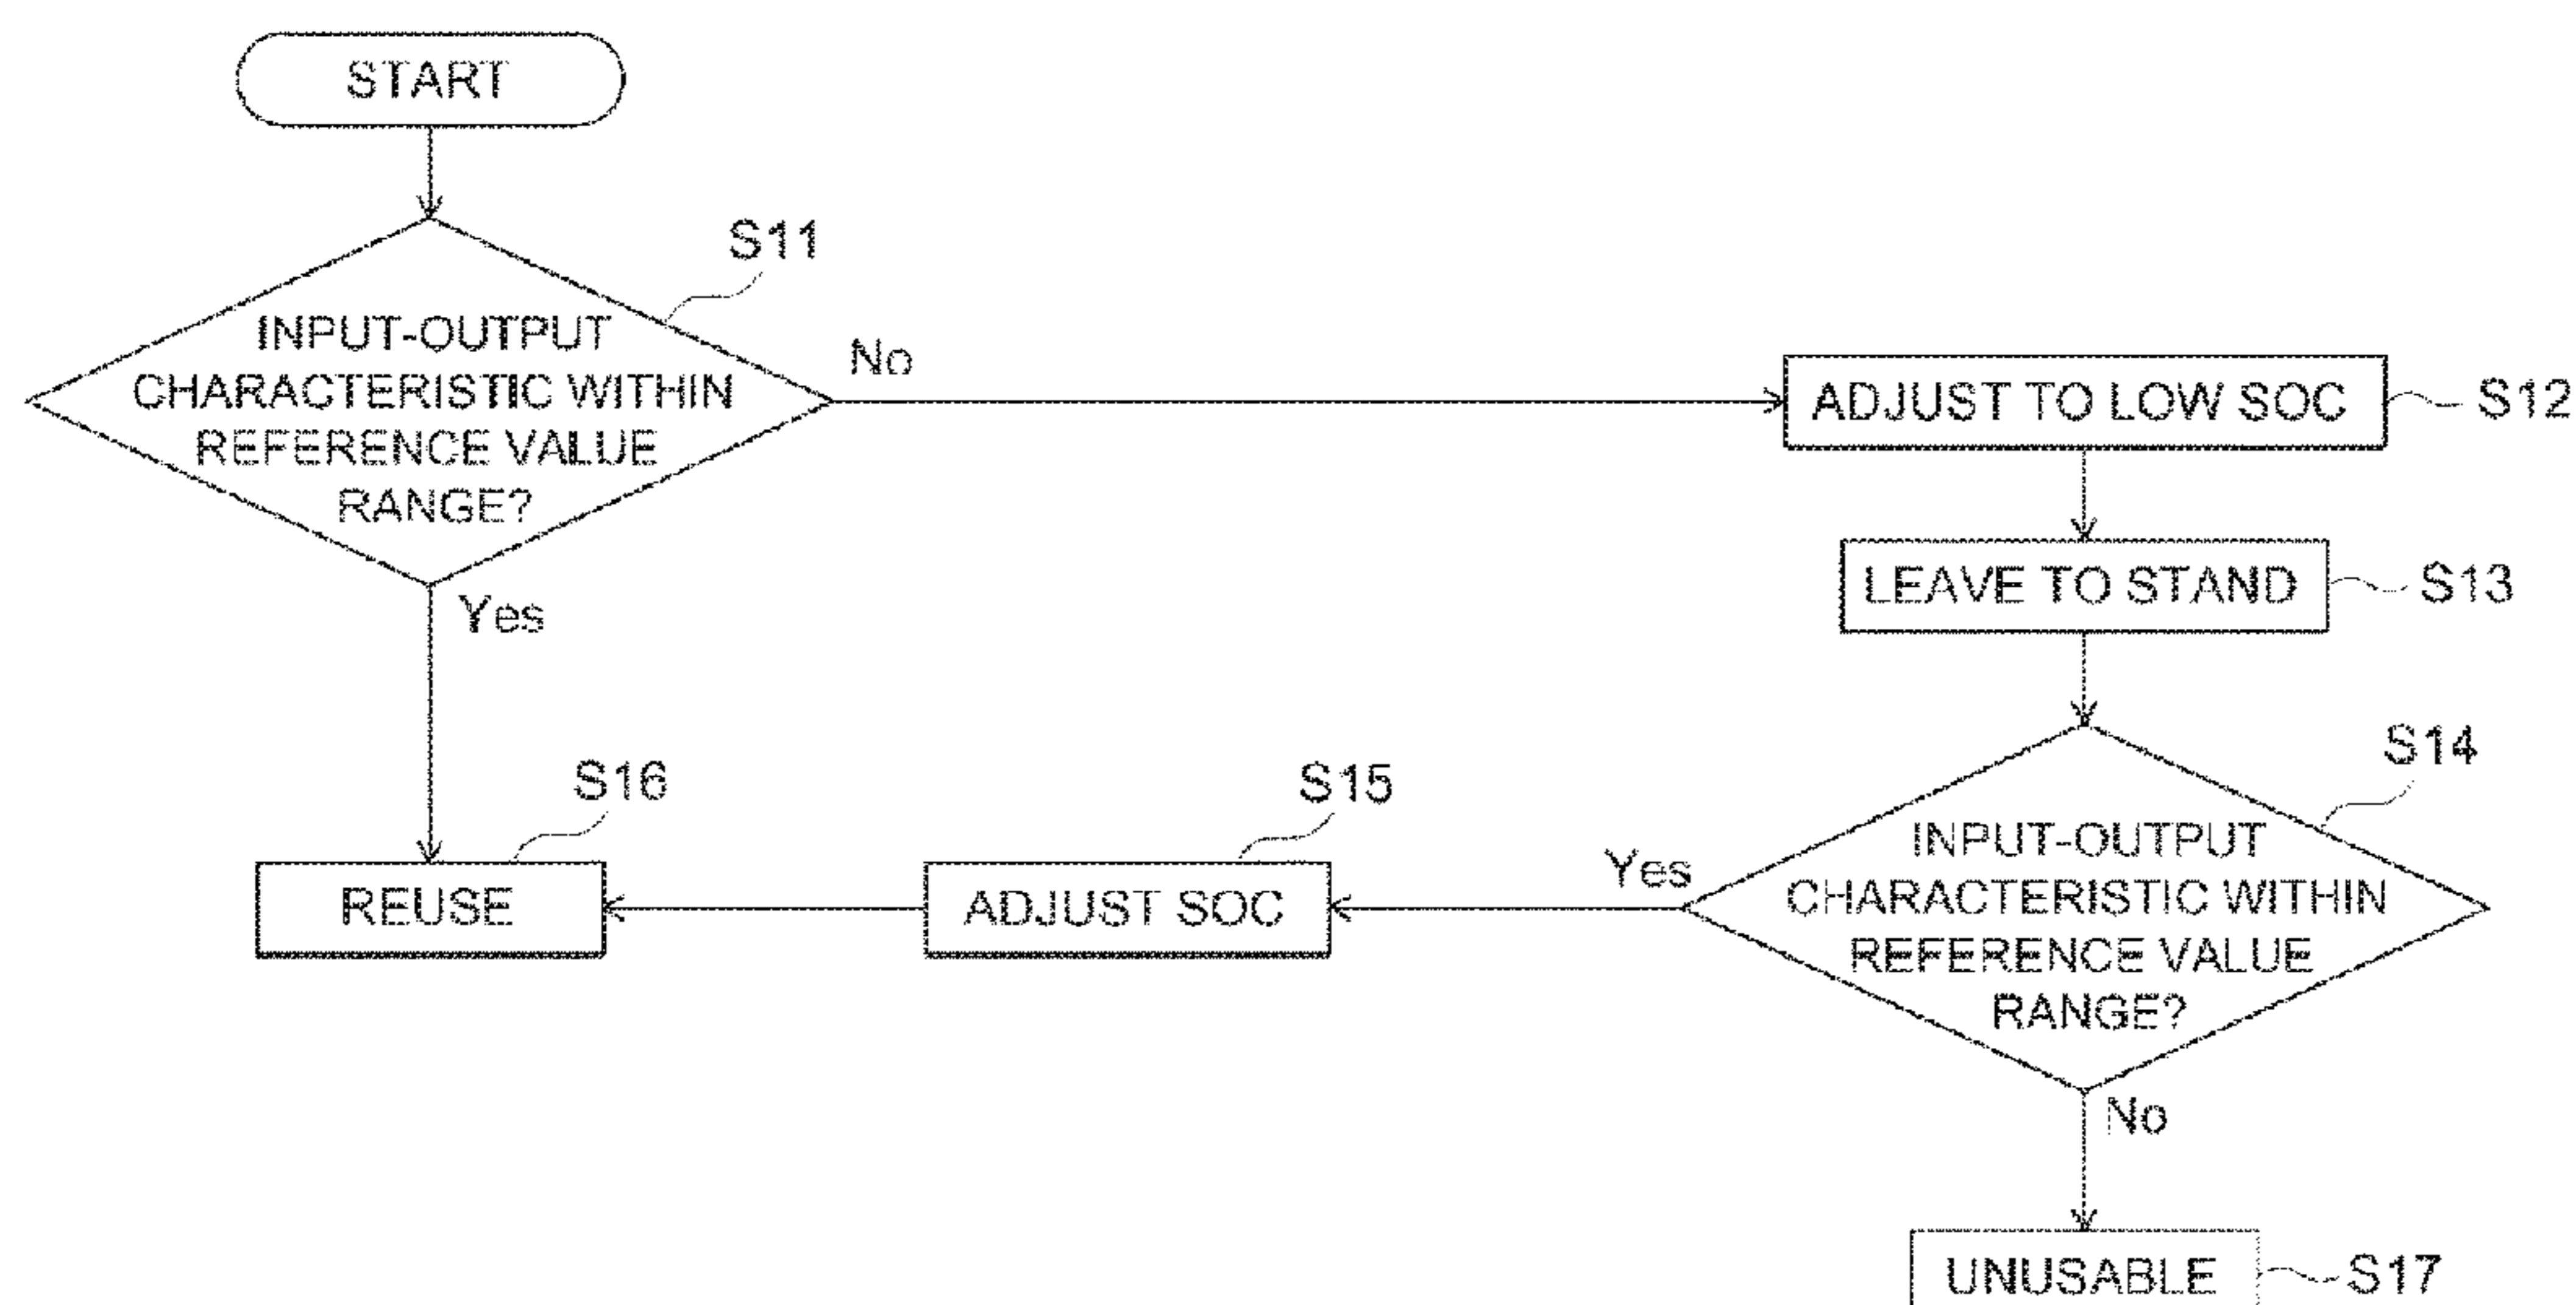 START
S11
INPUT-OUTPUT
CHARACTERISTIC WITHIN
REFERENCE VALUE
RANGE?
No
Yes
ADJUST TO LOW SOC
S12
LEAVE TO STAND
S13
S14
INPUT-OUTPUT
CHARACTERISTIC WITHIN
REFERENCE VALUE
RANGE?
Yes
No
S15
ADJUST SOC
S16
REUSE
UNUSABLE
S17